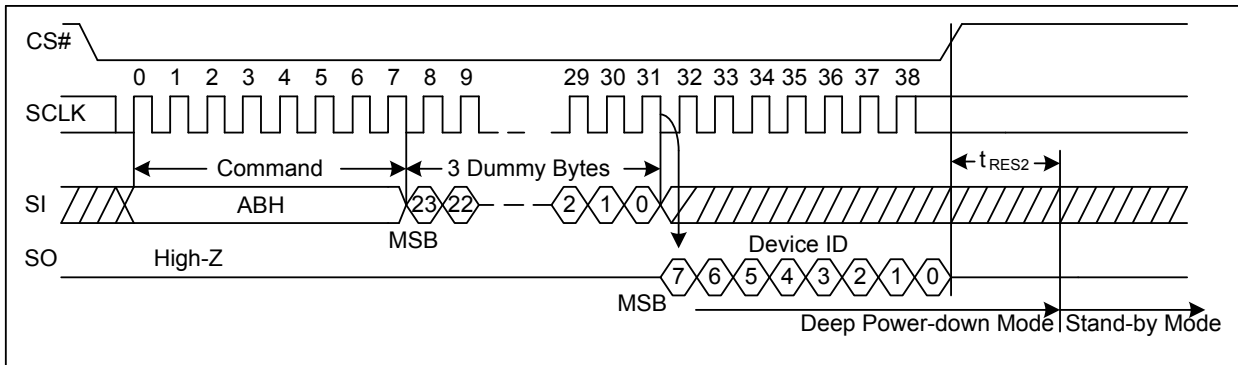 CS#
0 1 2 3 4 5 6 7 8 9 29 30 31 32 33 34 35 36 37 38
SCLK
Command 3 Dummy Bytes tRES2
SI ABH 23 22 2 1 0
MSB
SO High-Z Device ID
7 6 5 4 3 2 1 0
MSB
Deep Power-down Mode Stand-by Mode